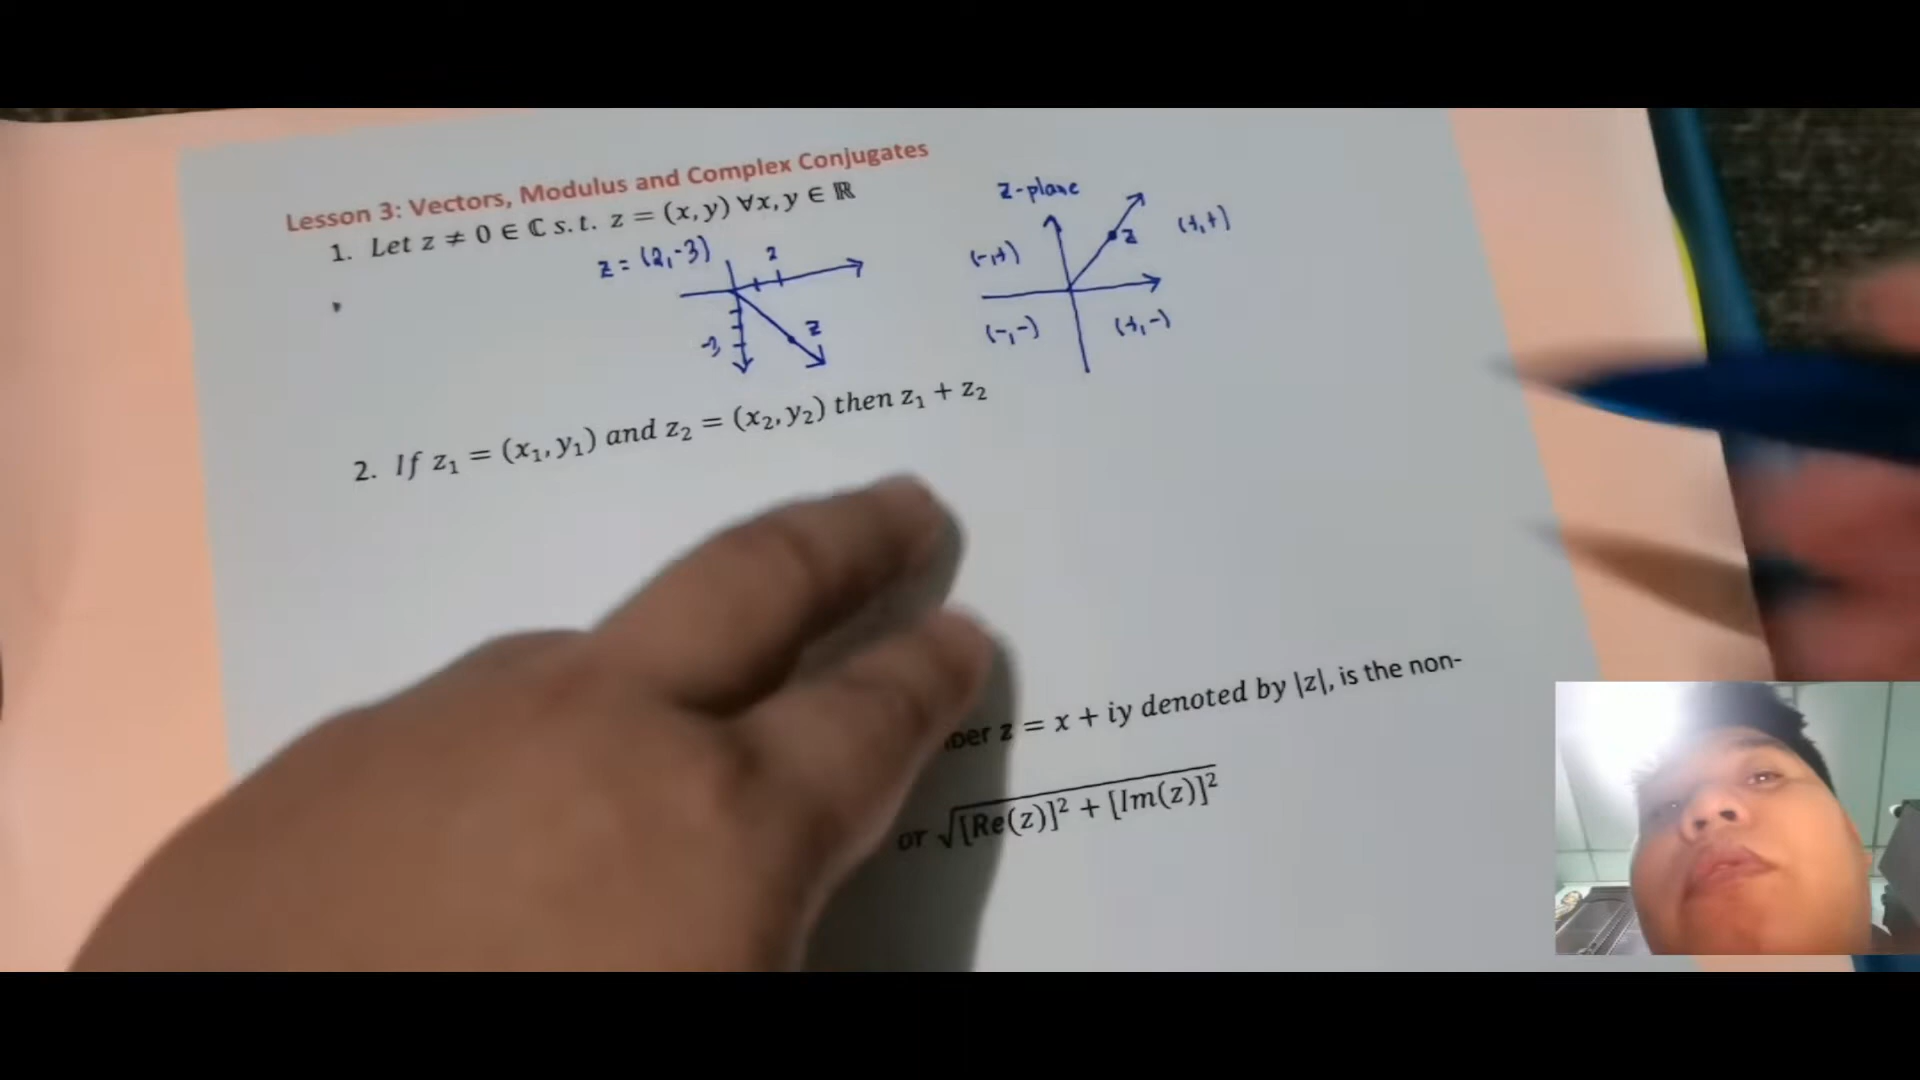 Lesson 3: Vectors, Modulus and Complex Conjugates
1. Let z ≠ 0 ∈ ℂ s.t. z = (x, y) ∀x, y ∈ ℝ
z = (2,-3)
2
-3
z
z-plane
z
(-,+)
(+,+)
(-,-)
(+,-)
2. If z₁ = (x₁, y₁) and z₂ = (x₂, y₂) then z₁ + z₂
z = x + iy denoted by |z|, is the non-
or √[Re(z)]² + [Im(z)]²